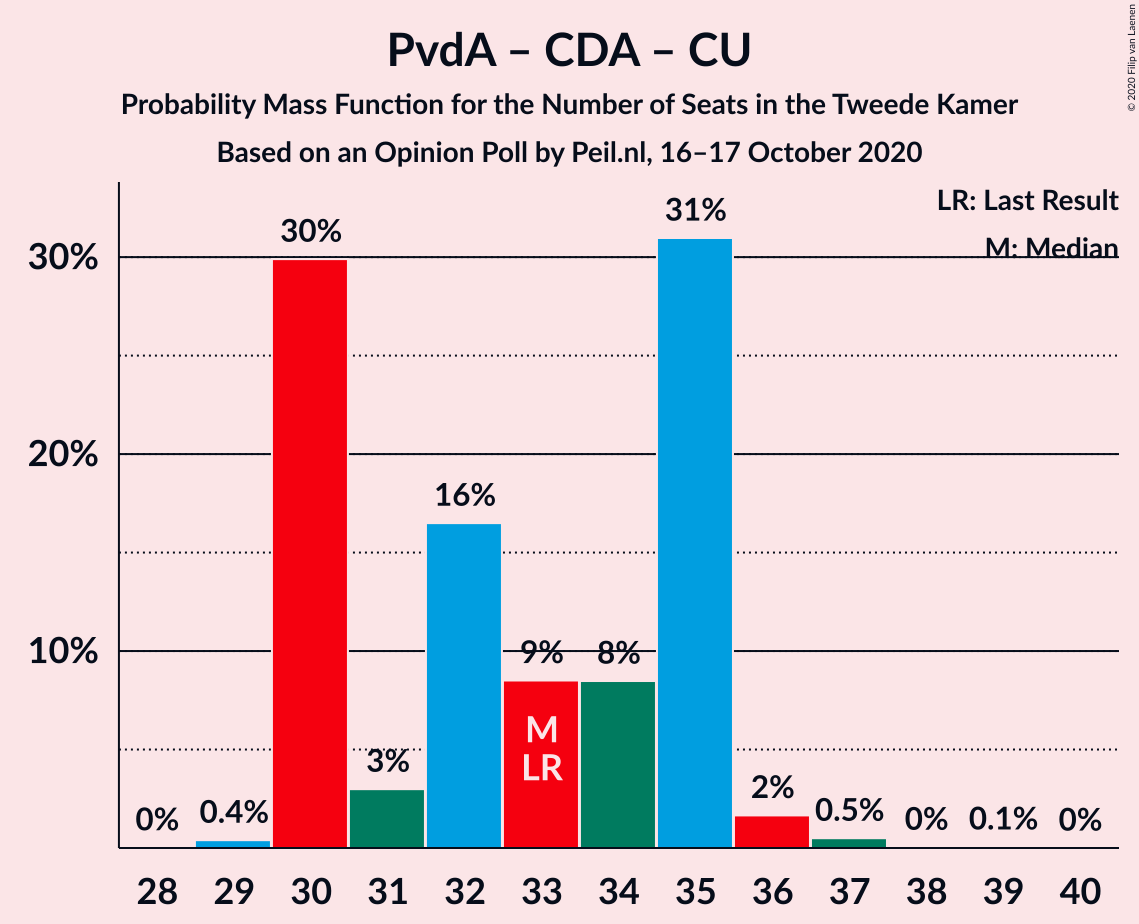 PvdA – CDA – CU
Probability Mass Function for the Number of Seats in the Tweede Kamer
Based on an Opinion Poll by Peil.nl, 16–17 October 2020
© 2020 Filip van Laenen
LR: Last Result
M: Median
30%
20%
10%
0%
0.4%
30%
3%
16%
9%
8%
31%
2%
0.5%
0%
0.1%
0%
M
LR
28 29 30 31 32 33 34 35 36 37 38 39 40